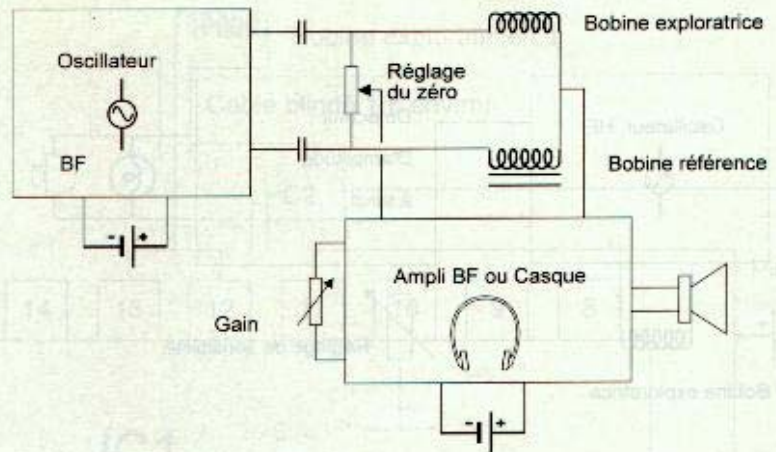 Oscillateur
BF
- +
Réglage
du zéro
Bobine exploratrice
Bobine référence
Ampli BF ou Casque
Gain
- +